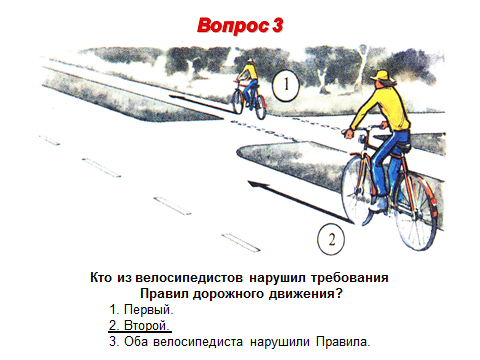 Вопрос 3
1
2
Кто из велосипедистов нарушил требования
Правил дорожного движения?
1. Первый.
2. Второй.
3. Оба велосипедиста нарушили Правила.